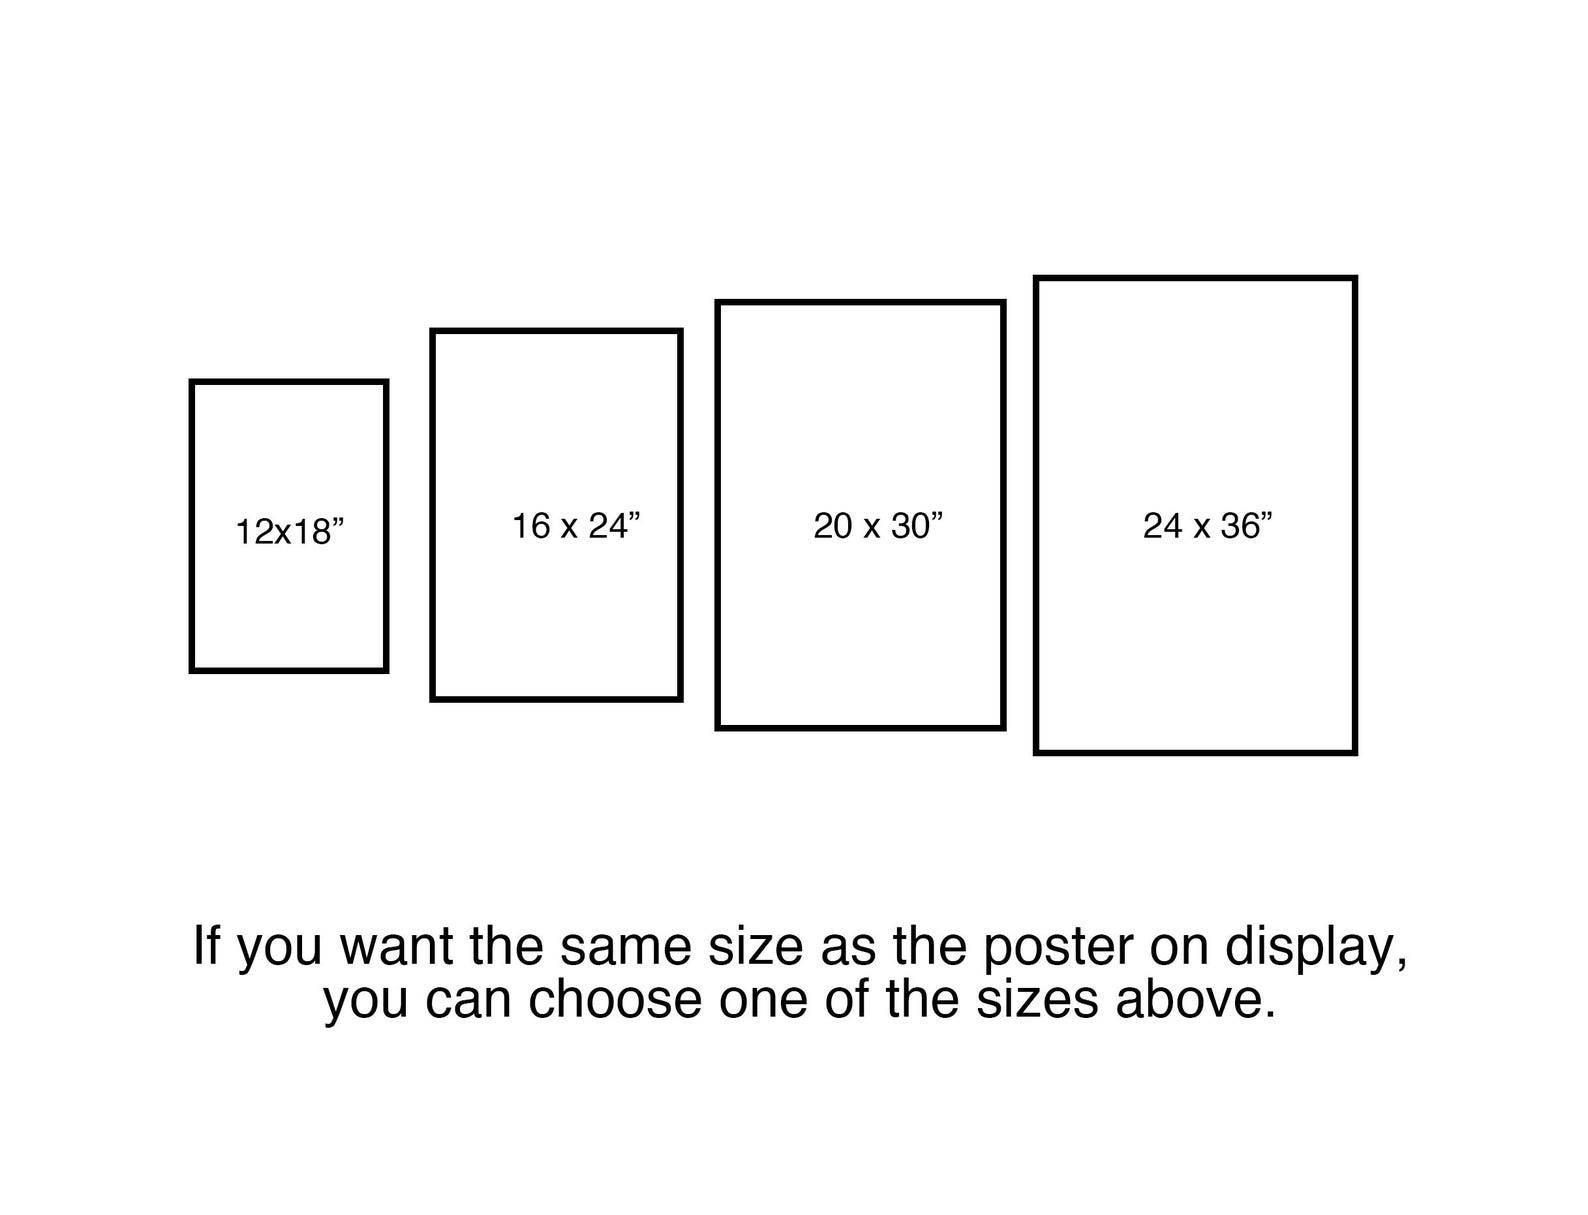 12x18”
16 x 24”
20 x 30”
24 x 36”
If you want the same size as the poster on display,
you can choose one of the sizes above.